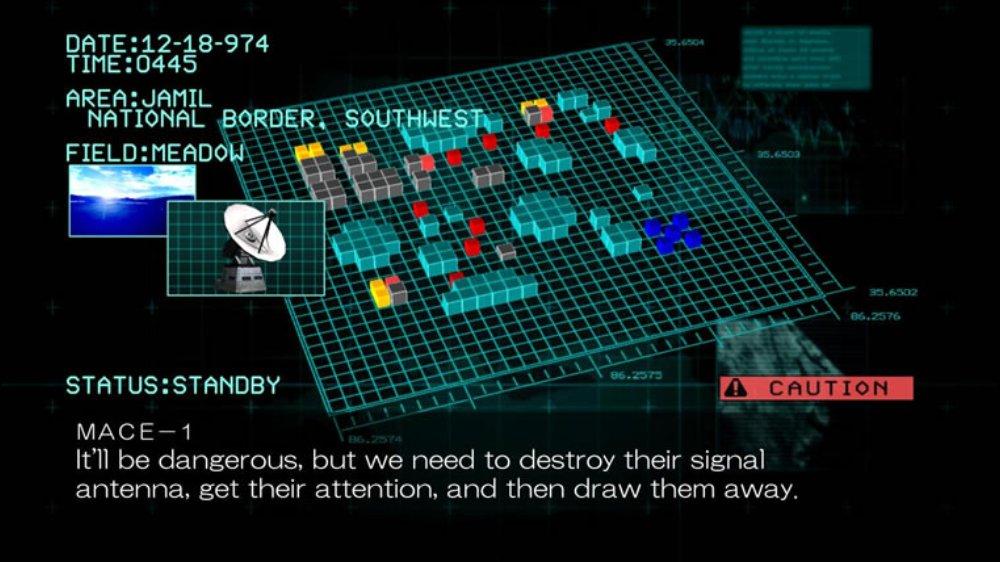 DATE:12-18-974
TIME:0445
AREA:JAMIL
NATIONAL BORDER, SOUTHWEST
FIELD:MEADOW
35.6504
35.6503
35.6502
86.2576
86.2575
86.2574
STATUS:STANDBY
CAUTION
MACE-1
It'll be dangerous, but we need to destroy their signal
antenna, get their attention, and then draw them away.